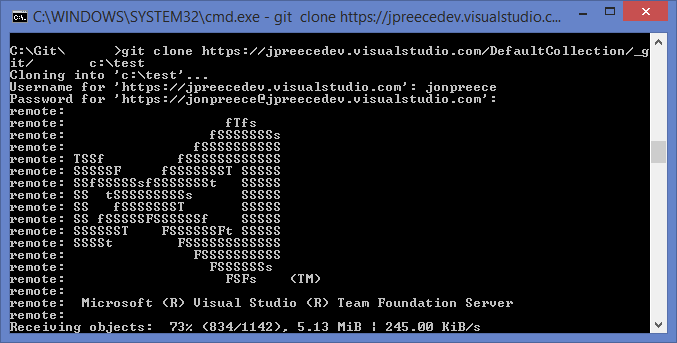 C:\WINDOWS\SYSTEM32\cmd.exe - git  clone https://jpreecedev.visualstudio.c...
C:\Git\      >git clone https://jpreecedev.visualstudio.com/DefaultCollection/_g
it/       c:\test
Cloning into 'c:\test'...
Username for 'https://jpreecedev.visualstudio.com': jonpreece
Password for 'https://jonpreece@jpreecedev.visualstudio.com':
remote:
remote:                    fTfs
remote:                  fSSSSSSSs
remote:                fSSSSSSSSSS
remote: TSSf         fSSSSSSSSSSSS
remote: SSSSSF     fSSSSSSST SSSSS
remote: SSfSSSSSsfSSSSSSSt   SSSSS
remote: SS  tSSSSSSSSSs      SSSSS
remote: SS   fSSSSSSST       SSSSS
remote: SS fSSSSSFSSSSSSf    SSSSS
remote: SSSSSST    FSSSSSSFt SSSSS
remote: SSSSt        FSSSSSSSSSSSS
remote:                FSSSSSSSSSS
remote:                  FSSSSSSs
remote:                    FSFs    (TM)
remote:
remote:  Microsoft (R) Visual Studio (R) Team Foundation Server
remote:
Receiving objects:  73% (834/1142), 5.13 MiB | 245.00 KiB/s